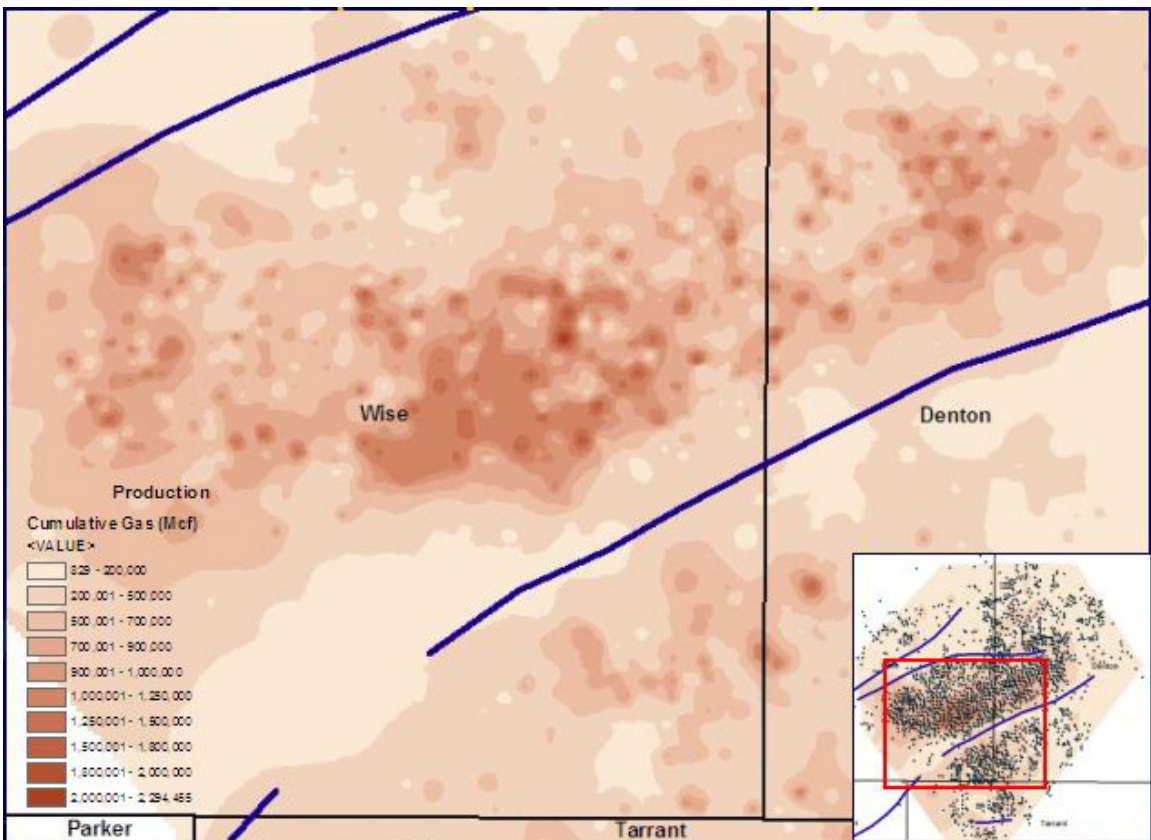 Wise
Denton
Production
Cumulative Gas (Mcf)
<VALUE>
829 - 200,000
200,001 - 500,000
500,001 - 700,000
700,001 - 900,000
900,001 - 1,000,000
1,000,001 - 1,250,000
1,250,001 - 1,500,000
1,500,001 - 1,800,000
1,800,001 - 2,000,000
2,000,001 - 2,294,455
Tarrant
Parker
Tarrant